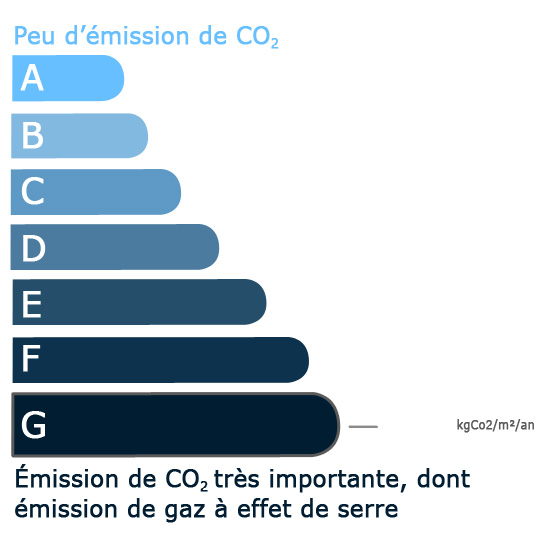 Peu d’émission de CO₂
A
B
C
D
E
F
G
kgCo2/m²/an
Émission de CO₂ très importante, dont
émission de gaz à effet de serre